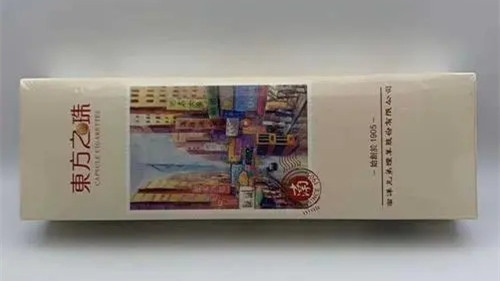 東方之珠
CAPSULE CIGARETTES
南
~ 始創於1905 ~
南洋兄弟煙草股份有限公司